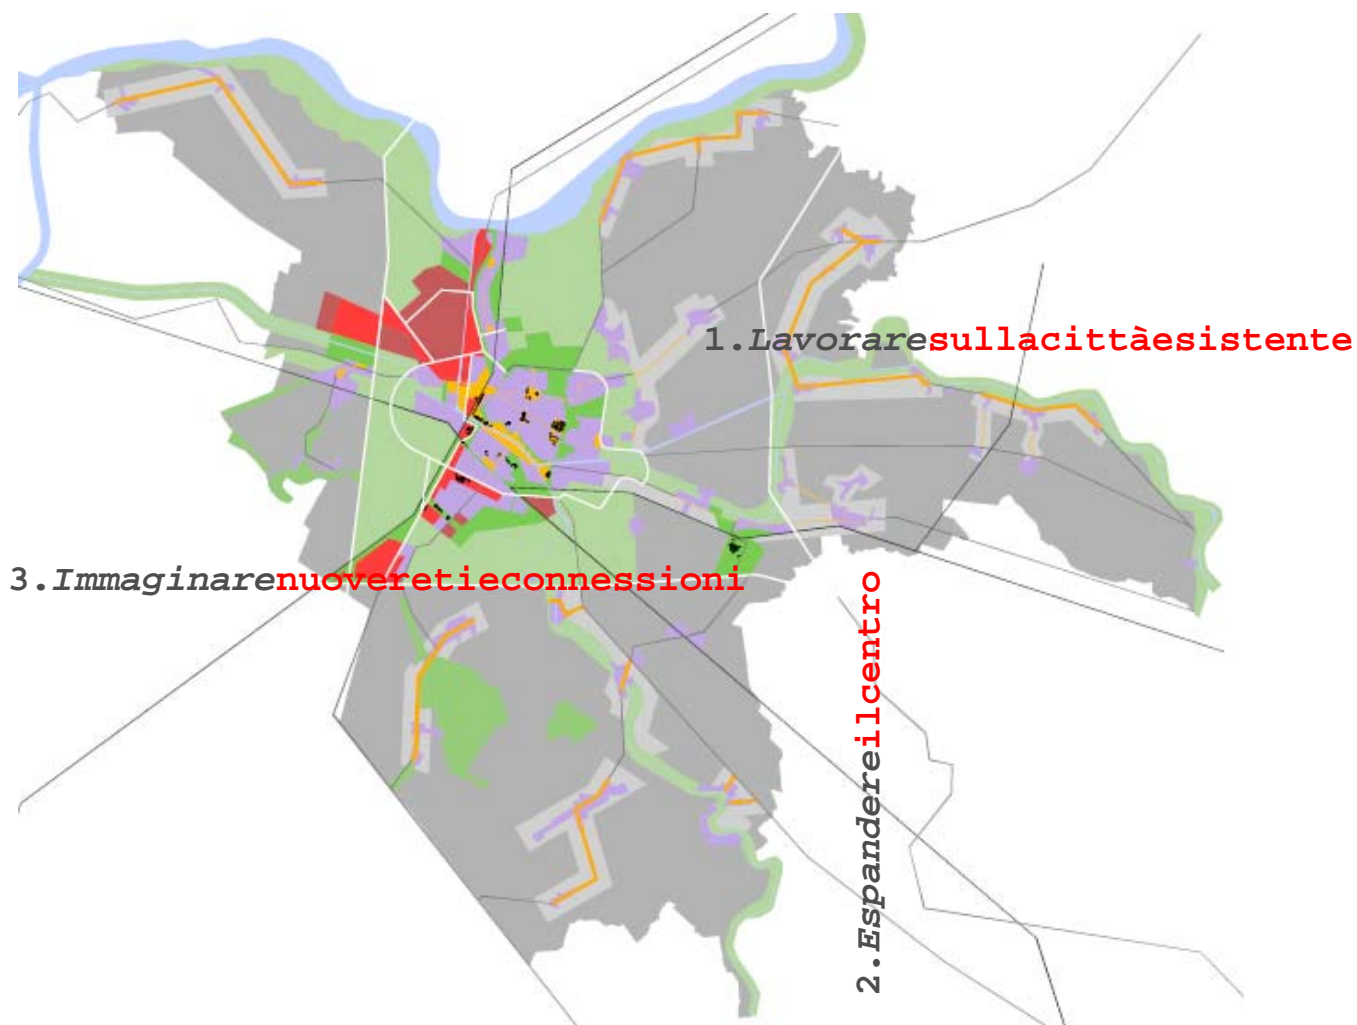 1.Lavoraresullacittàesistente
3.Immaginarenuoveretieconnessioni
2.Espandereilcentro